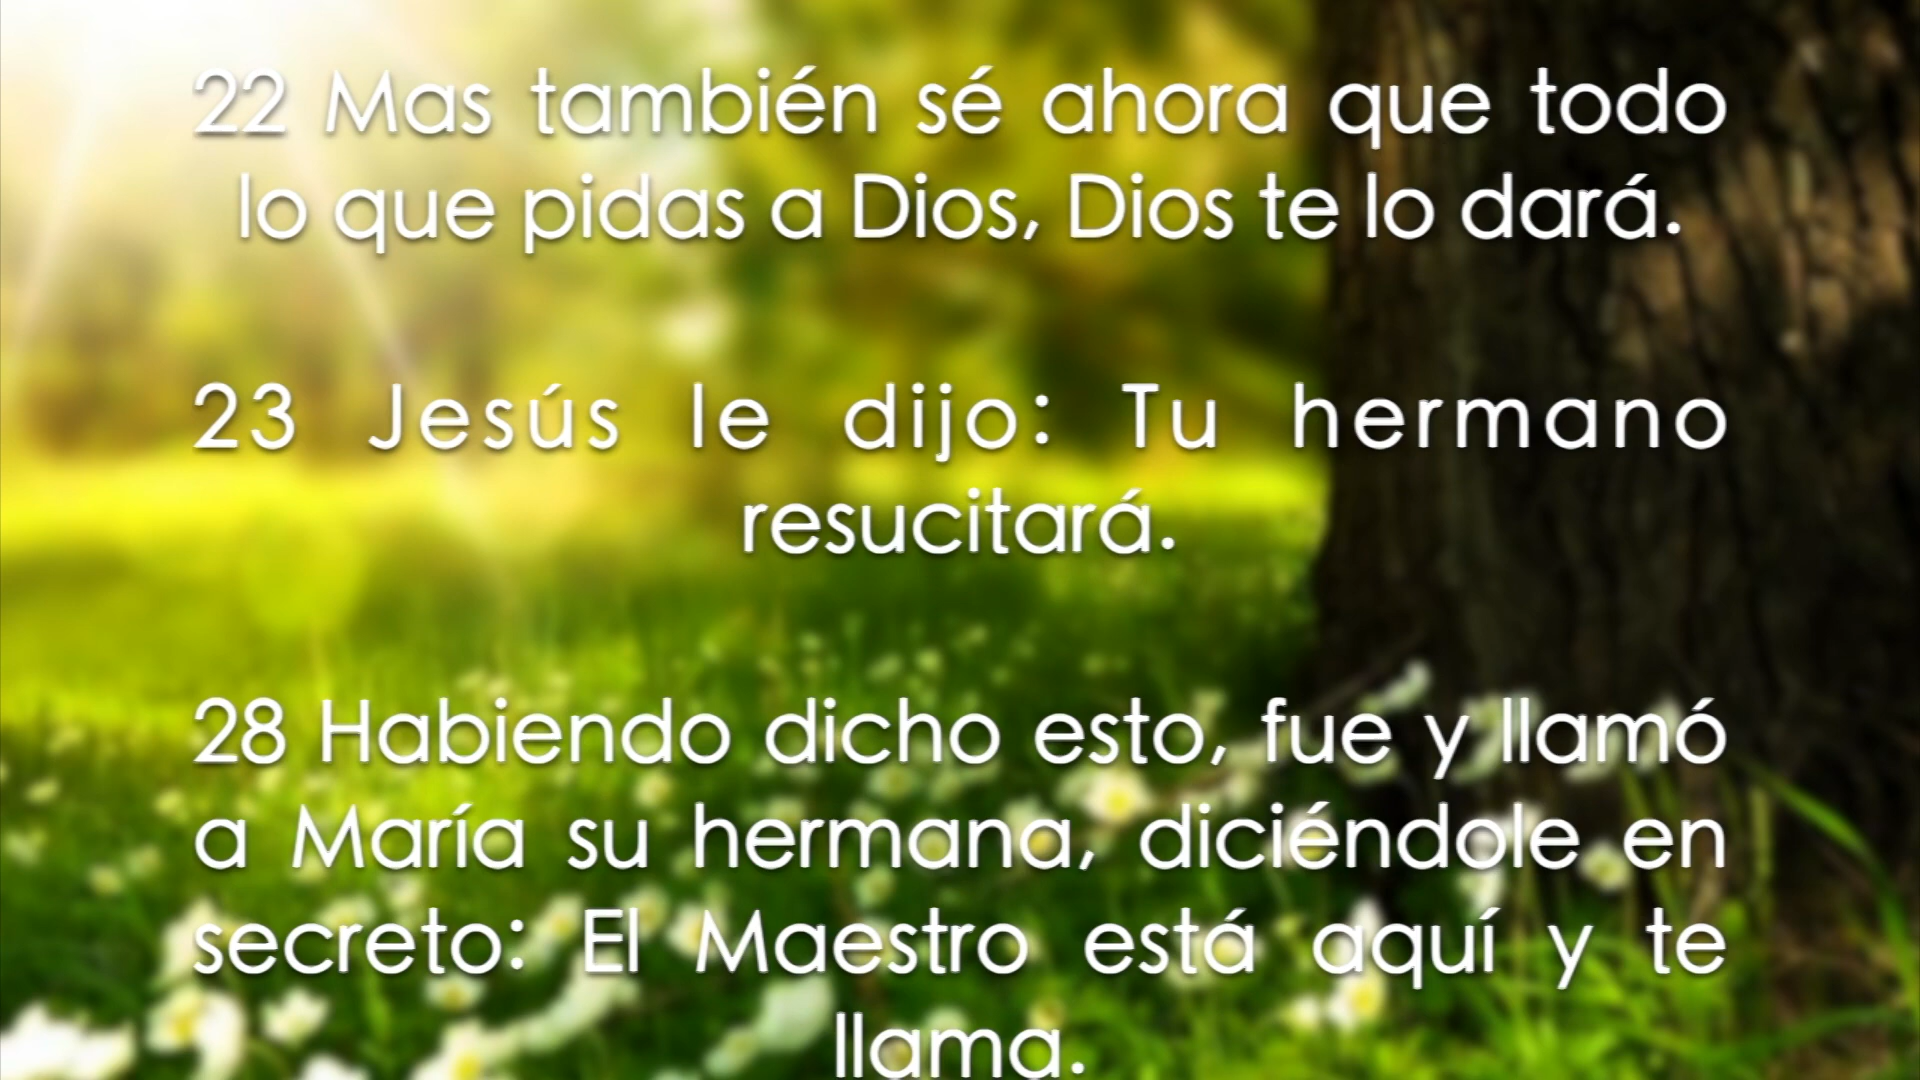 22 Mas también sé ahora que todo
lo que pidas a Dios, Dios te lo dará.
23 Jesús le dijo: Tu hermano
resucitará.
28 Habiendo dicho esto, fue y llamó
a María su hermana, diciéndole en
secreto: El Maestro está aquí y te
llama.